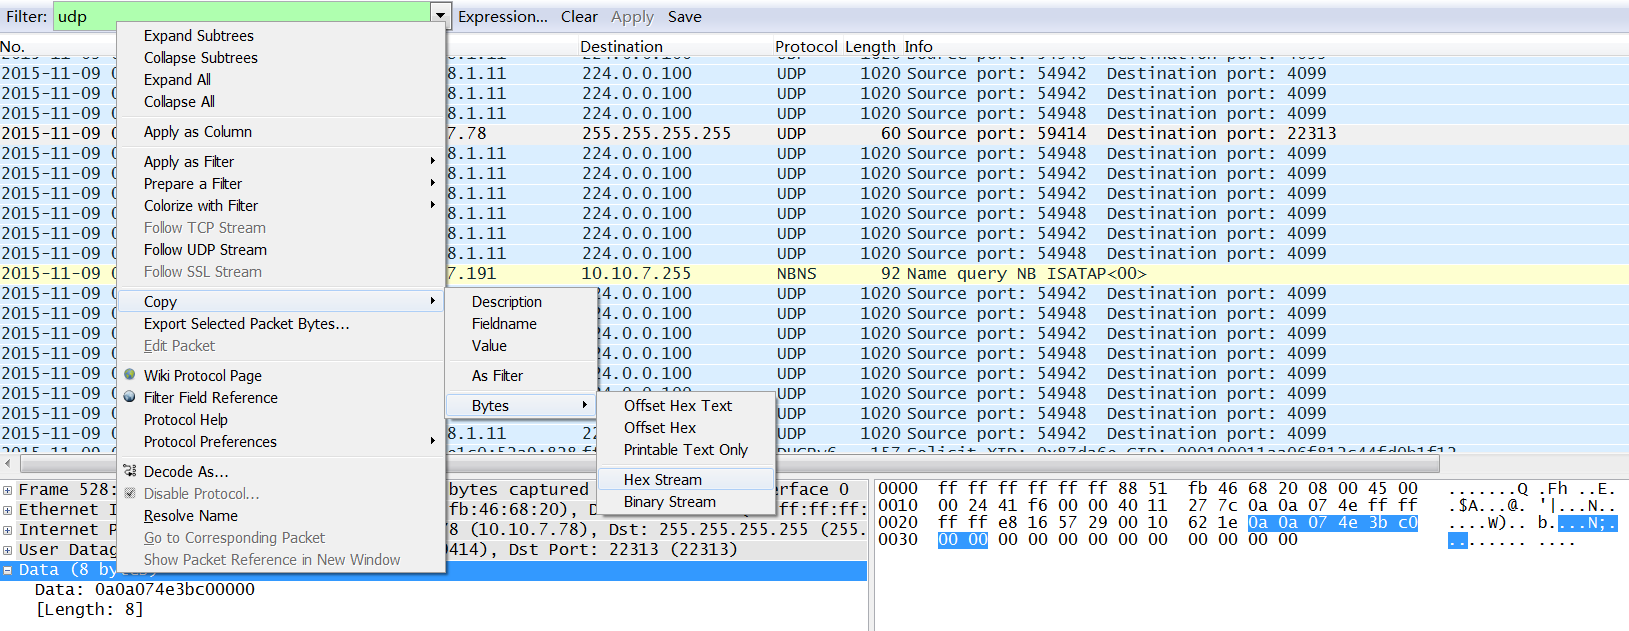 Filter: udp Expression... Clear Apply Save
No. Destination Protocol Length Info
2015-11-09 8.1.11 224.0.0.100 UDP 1020 Source port: 54942 Destination port: 4099
2015-11-09 8.1.11 224.0.0.100 UDP 1020 Source port: 54942 Destination port: 4099
2015-11-09 8.1.11 224.0.0.100 UDP 1020 Source port: 54942 Destination port: 4099
2015-11-09 7.78 255.255.255.255 UDP 60 Source port: 59414 Destination port: 22313
2015-11-09 8.1.11 224.0.0.100 UDP 1020 Source port: 54948 Destination port: 4099
2015-11-09 8.1.11 224.0.0.100 UDP 1020 Source port: 54942 Destination port: 4099
2015-11-09 8.1.11 224.0.0.100 UDP 1020 Source port: 54942 Destination port: 4099
2015-11-09 8.1.11 224.0.0.100 UDP 1020 Source port: 54948 Destination port: 4099
2015-11-09 8.1.11 224.0.0.100 UDP 1020 Source port: 54948 Destination port: 4099
2015-11-09 8.1.11 224.0.0.100 UDP 1020 Source port: 54948 Destination port: 4099
2015-11-09 7.191 10.10.7.255 NBNS 92 Name query NB ISATAP<00>
2015-11-09 24.0.0.100 UDP 1020 Source port: 54942 Destination port: 4099
2015-11-09 24.0.0.100 UDP 1020 Source port: 54948 Destination port: 4099
2015-11-09 24.0.0.100 UDP 1020 Source port: 54942 Destination port: 4099
2015-11-09 24.0.0.100 UDP 1020 Source port: 54948 Destination port: 4099
2015-11-09 24.0.0.100 UDP 1020 Source port: 54942 Destination port: 4099
2015-11-09 UDP 1020 Source port: 54948 Destination port: 4099
2015-11-09 UDP 1020 Source port: 54948 Destination port: 4099
2015-11-09 8.1.11 22 UDP 1020 Source port: 54942 Destination port: 4099
Expand Subtrees
Collapse Subtrees
Expand All
Collapse All
Apply as Column
Apply as Filter
Prepare a Filter
Colorize with Filter
Follow TCP Stream
Follow UDP Stream
Follow SSL Stream
Copy
Export Selected Packet Bytes...
Edit Packet
Wiki Protocol Page
Filter Field Reference
Protocol Help
Protocol Preferences
Decode As...
Disable Protocol...
Resolve Name
Go to Corresponding Packet
Show Packet Reference in New Window
Description
Fieldname
Value
As Filter
Bytes
Offset Hex Text
Offset Hex
Printable Text Only
Hex Stream
Binary Stream
Frame 528: bytes captured erface 0
Ethernet I fb:46:68:20), D ff:ff:ff:
Internet P 78 (10.10.7.78), Dst: 255.255.255.255 (255.
User Datag 9414), Dst Port: 22313 (22313)
Data (8 bytes)
Data: 0a0a074e3bc00000
[Length: 8]
0000 ff ff ff ff ff ff 88 51 fb 46 68 20 08 00 45 00 .......Q .Fh ..E.
0010 00 24 41 f6 00 00 40 11 27 7c 0a 0a 07 4e ff ff .$A...@. '|...N..
0020 ff ff e8 16 57 29 00 10 62 1e 0a 0a 07 4e 3b c0 ....W).. b....N;.
0030 00 00 00 00 00 00 00 00 00 00 00 00 ........ ....